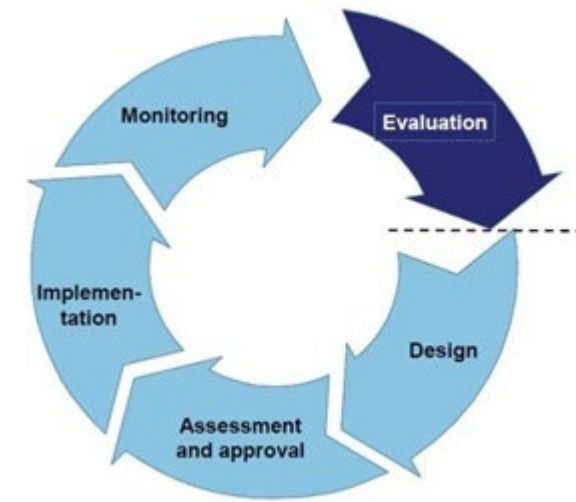 Monitoring
Evaluation
Implemen-
tation
Design
Assessment
and approval